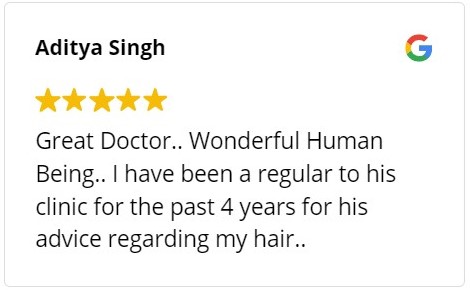 Aditya Singh
Great Doctor.. Wonderful Human
Being.. I have been a regular to his
clinic for the past 4 years for his
advice regarding my hair..